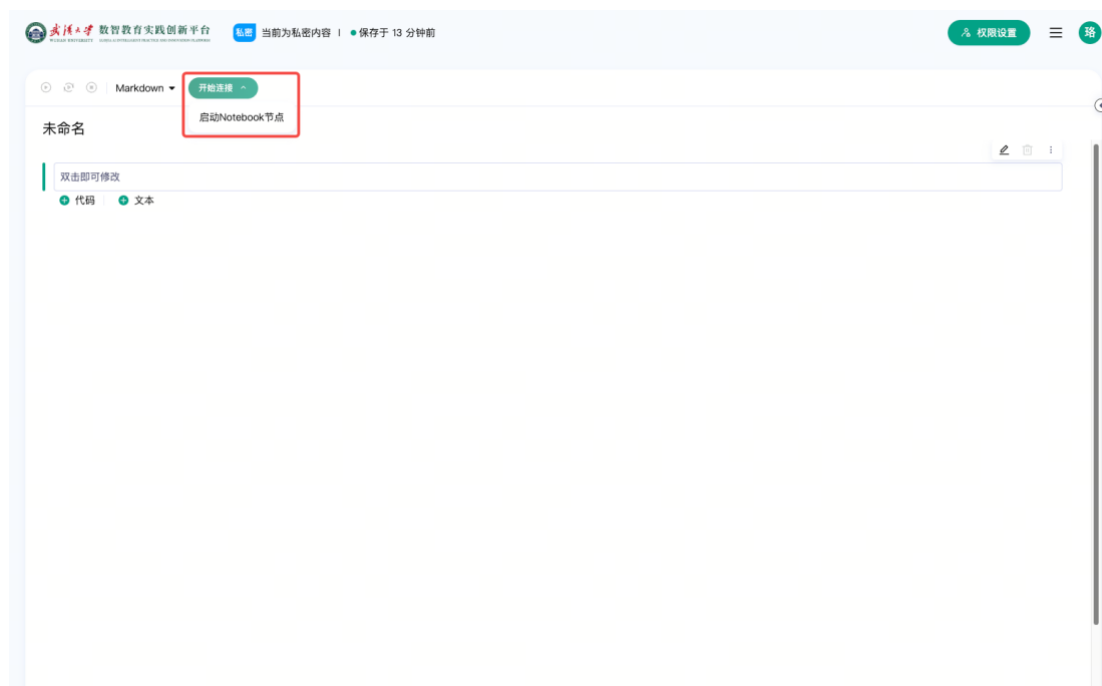 武汉大学 数智教育实践创新平台 私密 当前为私密内容 | 保存于 13 分钟前 权限设置 珞
Markdown 开始连接
启动Notebook节点
未命名
双击即可修改
代码 文本